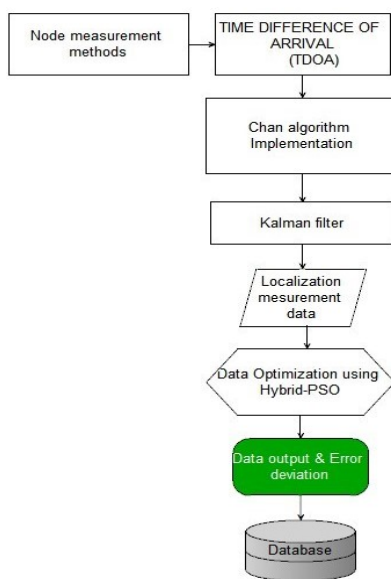 Node measurement
methods
TIME DIFFERENCE OF
ARRIVAL
(TDOA)
Chan algorithm
Implementation
Kalman filter
Localization
mesurement
data
Data Optimization using
Hybrid-PSO
Data output & Error
deviation
Database